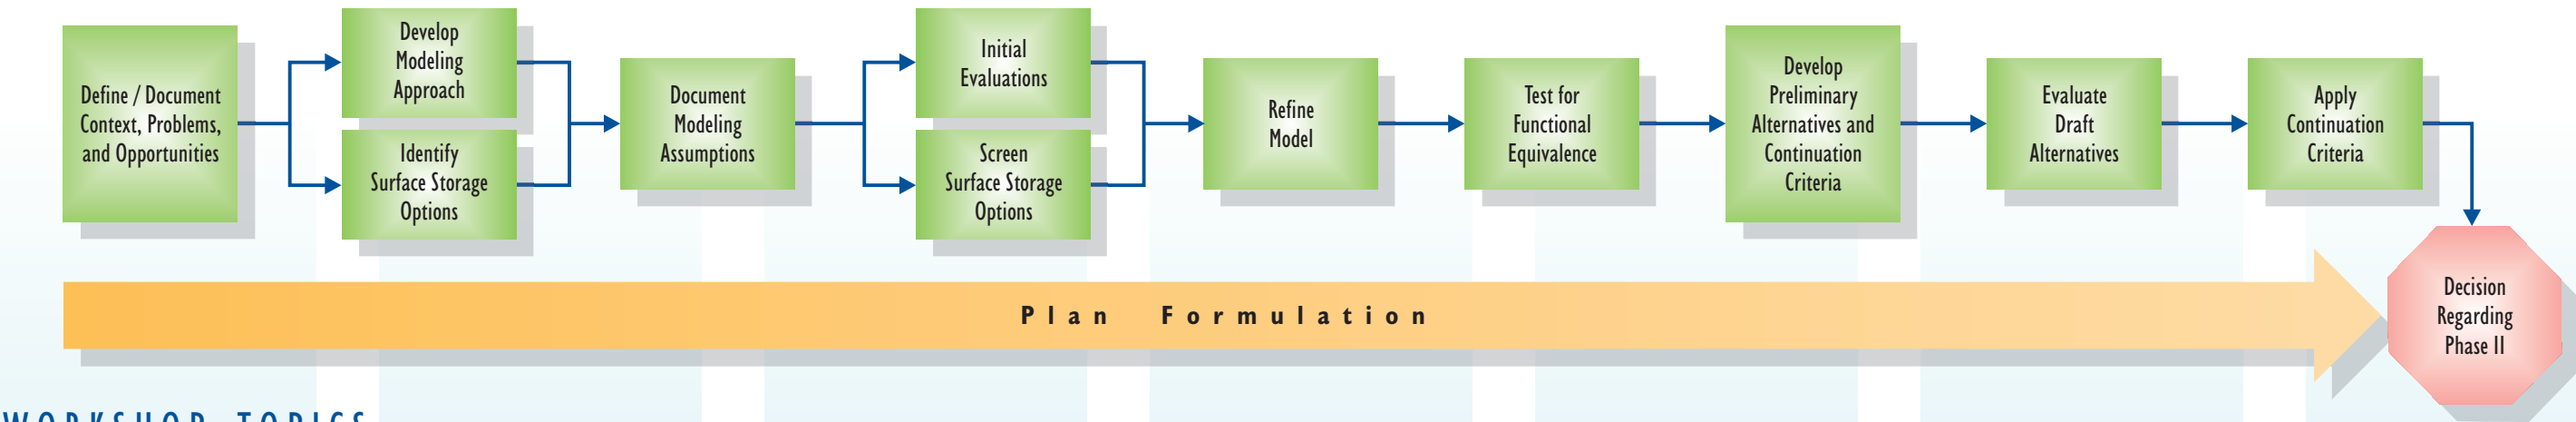 Define / Document
Context, Problems,
and Opportunities
Develop
Modeling
Approach
Identify
Surface Storage
Options
Document
Modeling
Assumptions
Initial
Evaluations
Screen
Surface Storage
Options
Refine
Model
Test for
Functional
Equivalence
Develop
Preliminary
Alternatives and
Continuation
Criteria
Evaluate
Draft
Alternatives
Apply
Continuation
Criteria
Plan Formulation
Decision
Regarding
Phase II
WORKSHOP TOPICS